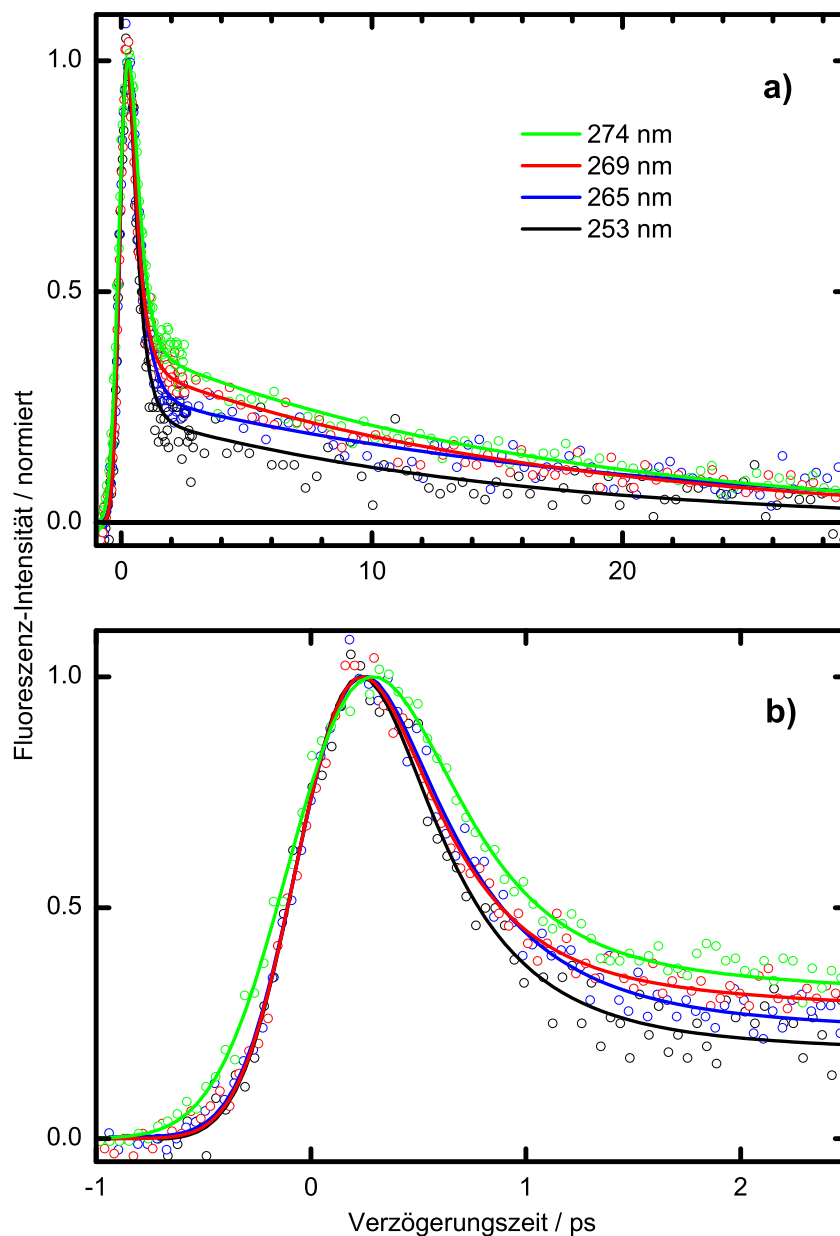 1.0
a)
274 nm
269 nm
265 nm
253 nm
0.5
0.0
0 10 20
Fluoreszenz-Intensität / normiert
1.0
b)
0.5
0.0
-1 0 1 2
Verzögerungszeit / ps